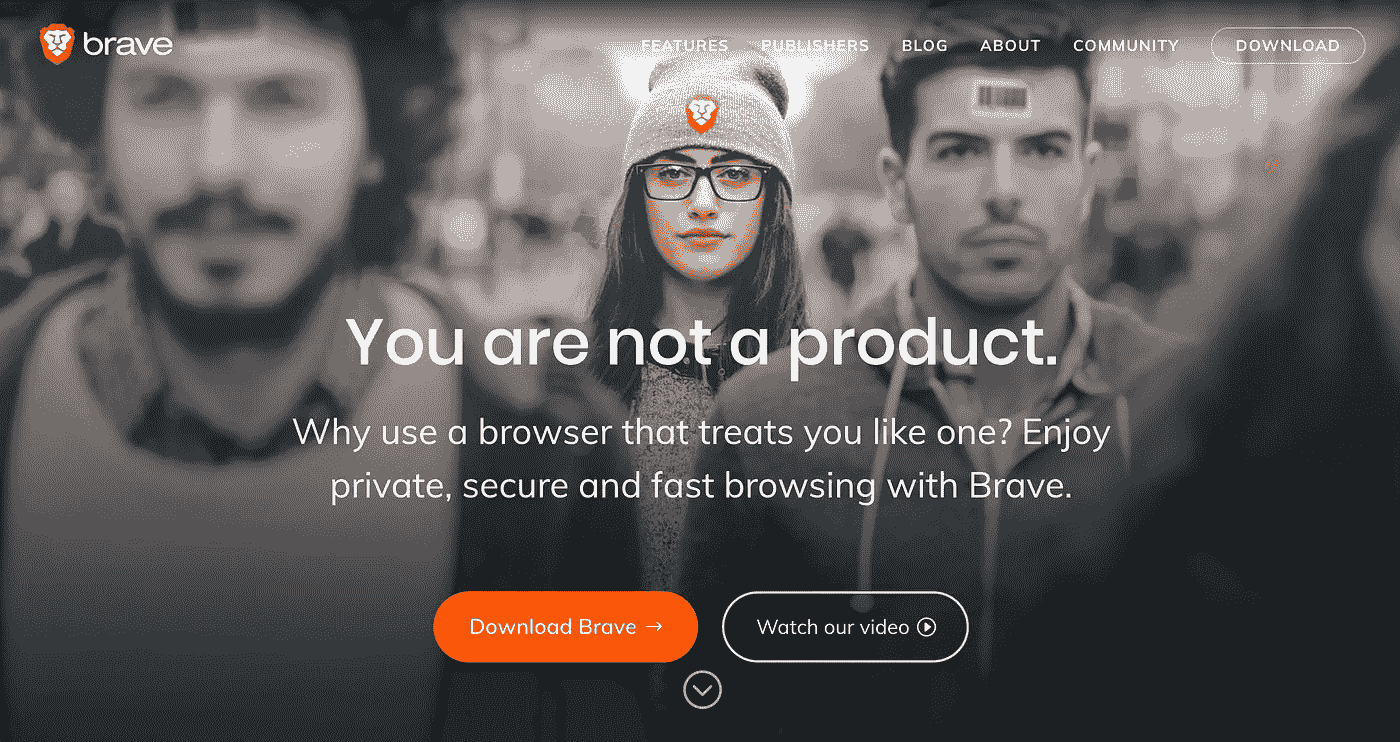 brave
FEATURES PUBLISHERS BLOG ABOUT COMMUNITY DOWNLOAD
You are not a product.
Why use a browser that treats you like one? Enjoy
private, secure and fast browsing with Brave.
Download Brave →
Watch our video